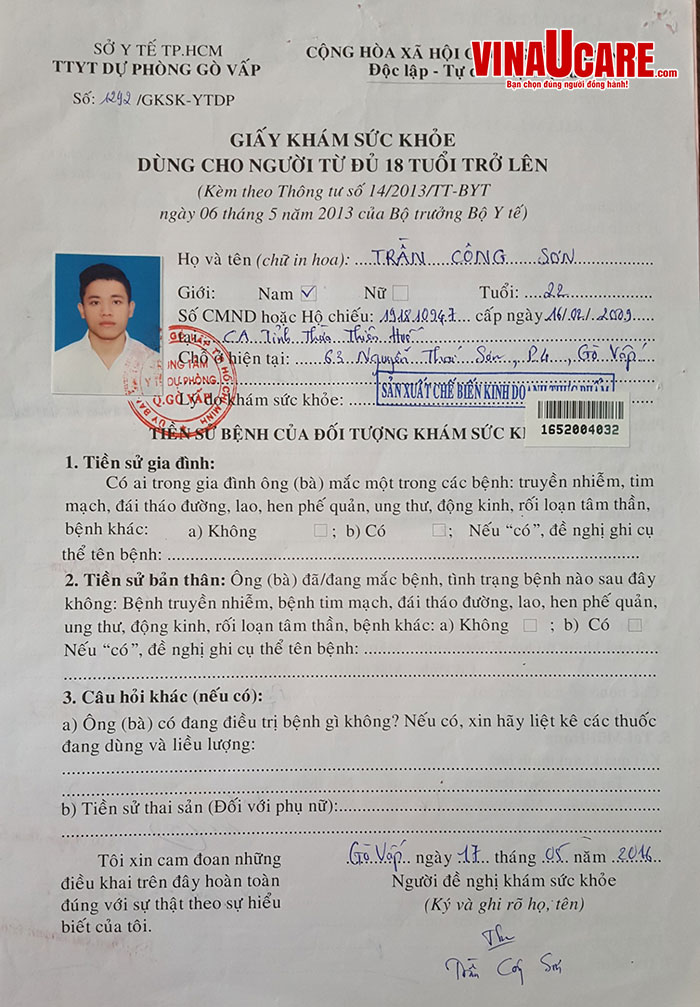 SỞ Y TẾ TP.HCM
TTYT DỰ PHÒNG GÒ VẤP
Số: 1292 /GKSK-YTDP
CỘNG HÒA XÃ HỘI C
Độc lập - Tự
VINAUCARE.com
Bạn chọn đúng người đồng hành!
GIẤY KHÁM SỨC KHỎE
DÙNG CHO NGƯỜI TỪ ĐỦ 18 TUỔI TRỞ LÊN
(Kèm theo Thông tư số 14/2013/TT-BYT
ngày 06 tháng 5 năm 2013 của Bộ trưởng Bộ Y tế)
Họ và tên (chữ in hoa): TRẦN CÔNG SƠN
Giới: Nam ☑ Nữ ☐ Tuổi: 22
Số CMND hoặc Hộ chiếu: 191810247 cấp ngày 16/02/2009
tại CA Tỉnh Thừa Thiên Huế
Chỗ ở hiện tại: 63 Nguyễn Thái Sơn, P4, Gò Vấp
TRUNG TÂM
Y TẾ DỰ PHÒNG
Q.GÒ VẤP
Lý do khám sức khỏe: SẢN XUẤT CHẾ BIẾN KINH DOANH THỰC PHẨM
1652004032
TIỀN SỬ BỆNH CỦA ĐỐI TƯỢNG KHÁM SỨC K
1. Tiền sử gia đình:
Có ai trong gia đình ông (bà) mắc một trong các bệnh: truyền nhiễm, tim
mạch, đái tháo đường, lao, hen phế quản, ung thư, động kinh, rối loạn tâm thần,
bệnh khác: a) Không ☐; b) Có ☐; Nếu “có”, đề nghị ghi cụ
thể tên bệnh:
2. Tiền sử bản thân: Ông (bà) đã/đang mắc bệnh, tình trạng bệnh nào sau đây
không: Bệnh truyền nhiễm, bệnh tim mạch, đái tháo đường, lao, hen phế quản,
ung thư, động kinh, rối loạn tâm thần, bệnh khác: a) Không ☐; b) Có ☐
Nếu “có”, đề nghị ghi cụ thể tên bệnh:
3. Câu hỏi khác (nếu có):
a) Ông (bà) có đang điều trị bệnh gì không? Nếu có, xin hãy liệt kê các thuốc
đang dùng và liều lượng:
b) Tiền sử thai sản (Đối với phụ nữ):
Tôi xin cam đoan những
điều khai trên đây hoàn toàn
đúng với sự thật theo sự hiểu
biết của tôi.
Gò Vấp ngày 17 tháng 05 năm 2016
Người đề nghị khám sức khỏe
(Ký và ghi rõ họ, tên)
Trần Công Sơn